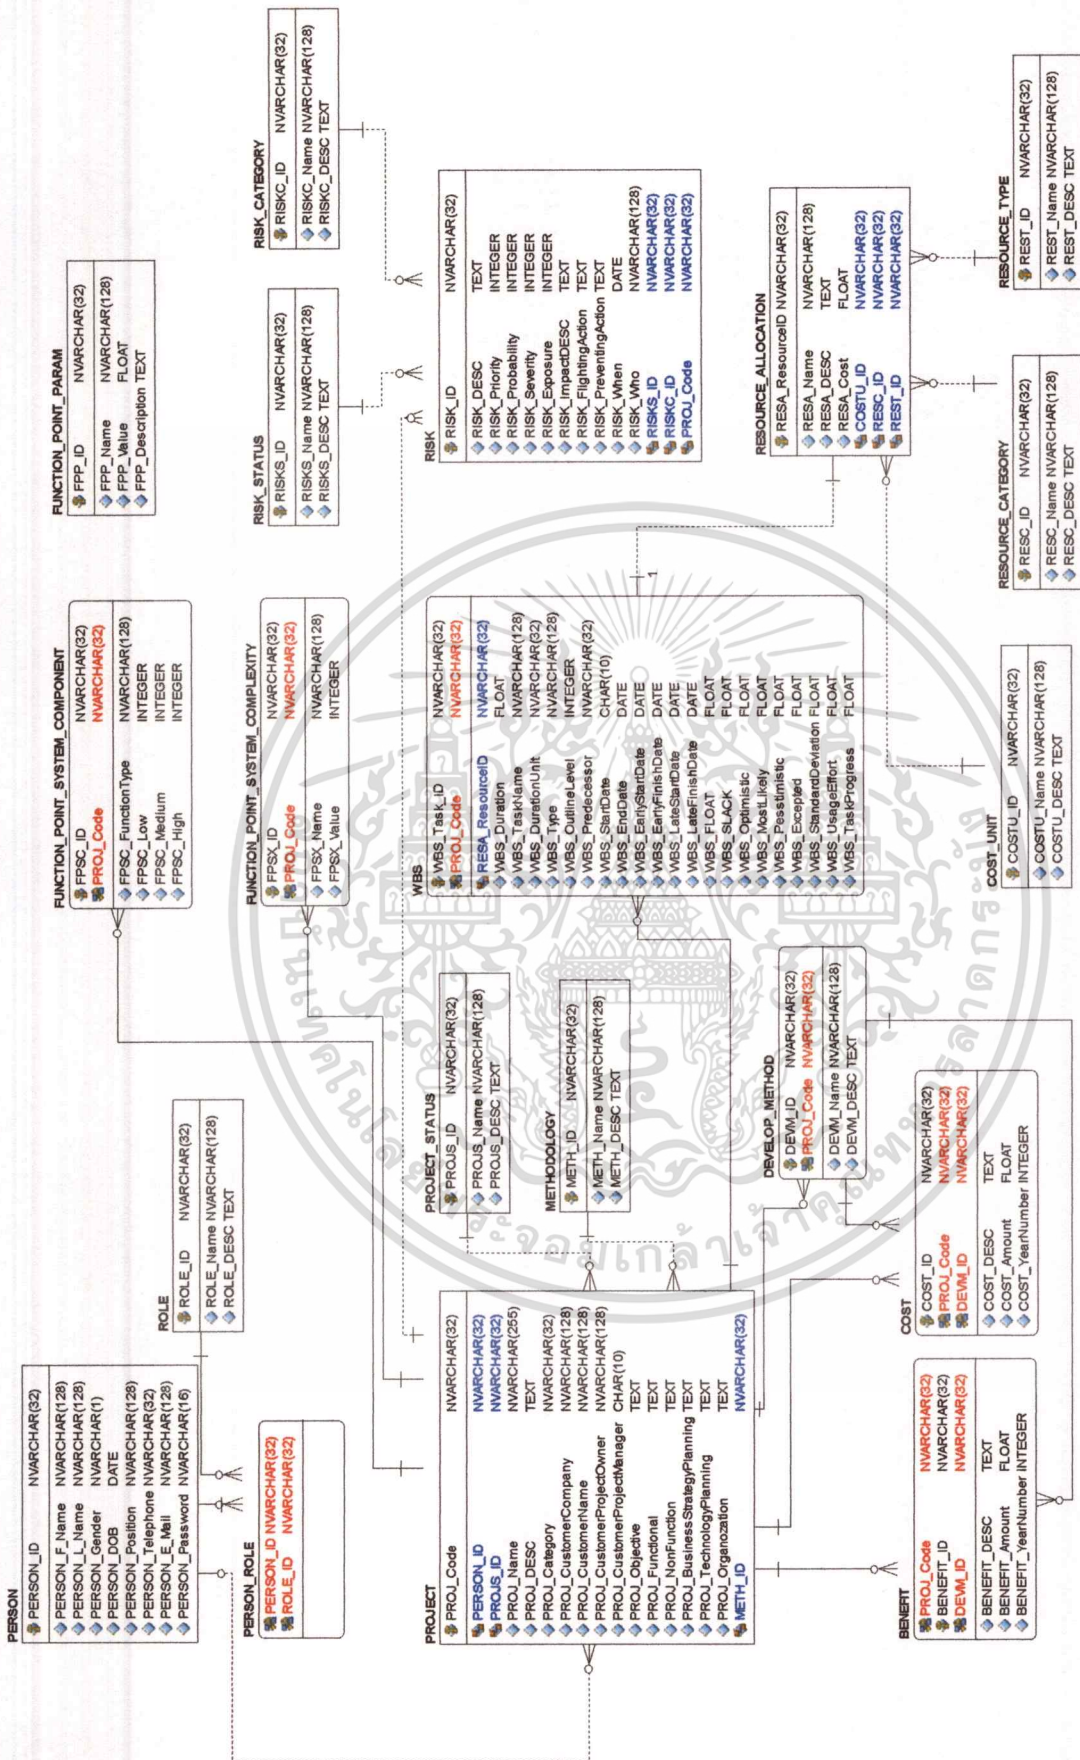 PERSON
PERSON_ID NVARCHAR(32)
PERSON_F_Name NVARCHAR(128)
PERSON_L_Name NVARCHAR(128)
PERSON_Gender NVARCHAR(1)
PERSON_DOB DATE
PERSON_Position NVARCHAR(128)
PERSON_Telephone NVARCHAR(32)
PERSON_E_Mail NVARCHAR(128)
PERSON_Password NVARCHAR(16)
ROLE
ROLE_ID NVARCHAR(32)
ROLE_Name NVARCHAR(128)
ROLE_DESC TEXT
PERSON_ROLE
PERSON_ID NVARCHAR(32)
ROLE_ID NVARCHAR(32)
FUNCTION_POINT_SYSTEM_COMPONENT
FPSC_ID NVARCHAR(32)
PROJ_Code NVARCHAR(32)
FPSC_FunctionType NVARCHAR(128)
FPSC_Low INTEGER
FPSC_Medium INTEGER
FPSC_High INTEGER
FUNCTION_POINT_PARAM
FPP_ID NVARCHAR(32)
FPP_Name NVARCHAR(128)
FPP_Value FLOAT
FPP_Description TEXT
FUNCTION_POINT_SYSTEM_COMPLEXITY
FPSX_ID NVARCHAR(32)
PROJ_Code NVARCHAR(32)
FPSX_Name NVARCHAR(128)
FPSX_Value INTEGER
RISK_STATUS
RISKS_ID NVARCHAR(32)
RISKS_Name NVARCHAR(128)
RISKS_DESC TEXT
RISK_CATEGORY
RISKC_ID NVARCHAR(32)
RISKC_Name NVARCHAR(128)
RISKC_DESC TEXT
PROJECT
PROJ_Code NVARCHAR(32)
PERSON_ID NVARCHAR(32)
PROJS_ID NVARCHAR(32)
PROJ_Name NVARCHAR(255)
PROJ_DESC TEXT
PROJ_Category NVARCHAR(32)
PROJ_CustomerCompany NVARCHAR(128)
PROJ_CustomerName NVARCHAR(128)
PROJ_CustomerProjectOwner NVARCHAR(128)
PROJ_CustomerProjectManager CHAR(10)
PROJ_Objective TEXT
PROJ_Functional TEXT
PROJ_NonFunction TEXT
PROJ_BusinessStrategyPlanning TEXT
PROJ_TechnologyPlanning TEXT
PROJ_Organozation TEXT
METH_ID NVARCHAR(32)
PROJECT_STATUS
PROJS_ID NVARCHAR(32)
PROJS_Name NVARCHAR(128)
PROJS_DESC TEXT
METHODOLOGY
METH_ID NVARCHAR(32)
METH_Name NVARCHAR(128)
METH_DESC TEXT
WBS
WBS_Task_ID NVARCHAR(32)
PROJ_Code NVARCHAR(32)
RESA_ResourceID NVARCHAR(32)
WBS_Duration FLOAT
WBS_TaskName NVARCHAR(128)
WBS_DurationUnit NVARCHAR(32)
WBS_Type NVARCHAR(128)
WBS_OutlineLevel INTEGER
WBS_Predecessor NVARCHAR(32)
WBS_StartDate CHAR(10)
WBS_EndDate DATE
WBS_EarlyStartDate DATE
WBS_EarlyFinishDate DATE
WBS_LateStartDate DATE
WBS_LateFinishDate DATE
WBS_FLOAT FLOAT
WBS_SLACK FLOAT
WBS_Optimistic FLOAT
WBS_MostLikely FLOAT
WBS_Pesstimistic FLOAT
WBS_Excepted FLOAT
WBS_StandardDeviation FLOAT
WBS_UsageEffort FLOAT
WBS_TaskProgress FLOAT
1
RISK
RISK_ID NVARCHAR(32)
RISK_DESC TEXT
RISK_Priority INTEGER
RISK_Probability INTEGER
RISK_Severity INTEGER
RISK_Exposure INTEGER
RISK_ImpactDESC TEXT
RISK_FlightingAction TEXT
RISK_PreventingAction TEXT
RISK_When DATE
RISK_Who NVARCHAR(128)
RISKS_ID NVARCHAR(32)
RISKC_ID NVARCHAR(32)
PROJ_Code NVARCHAR(32)
DEVELOP_METHOD
DEVM_ID NVARCHAR(32)
PROJ_Code NVARCHAR(32)
DEVM_Name NVARCHAR(128)
DEVM_DESC TEXT
RESOURCE_ALLOCATION
RESA_ResourceID NVARCHAR(32)
RESA_Name NVARCHAR(128)
RESA_DESC TEXT
RESA_Cost FLOAT
COSTU_ID NVARCHAR(32)
RESC_ID NVARCHAR(32)
REST_ID NVARCHAR(32)
BENEFIT
PROJ_Code NVARCHAR(32)
BENEFIT_ID NVARCHAR(32)
DEVM_ID NVARCHAR(32)
BENEFIT_DESC TEXT
BENEFIT_Amount FLOAT
BENEFIT_YearNumber INTEGER
COST
COST_ID NVARCHAR(32)
PROJ_Code NVARCHAR(32)
DEVM_ID NVARCHAR(32)
COST_DESC TEXT
COST_Amount FLOAT
COST_YearNumber INTEGER
COST_UNIT
COSTU_ID NVARCHAR(32)
COSTU_Name NVARCHAR(128)
COSTU_DESC TEXT
RESOURCE_CATEGORY
RESC_ID NVARCHAR(32)
RESC_Name NVARCHAR(128)
RESC_DESC TEXT
RESOURCE_TYPE
REST_ID NVARCHAR(32)
REST_Name NVARCHAR(128)
REST_DESC TEXT